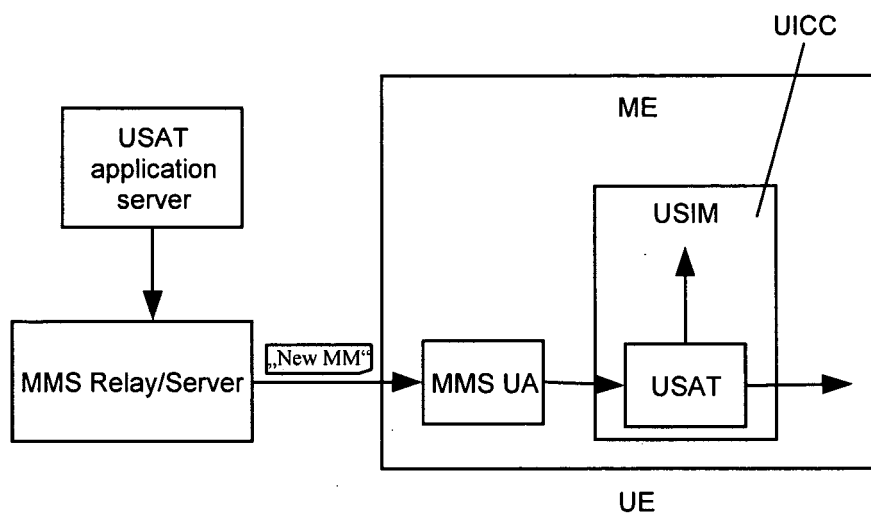 UICC
ME
USAT
application
server
USIM
MMS Relay/Server
„New MM“
MMS UA
USAT
UE